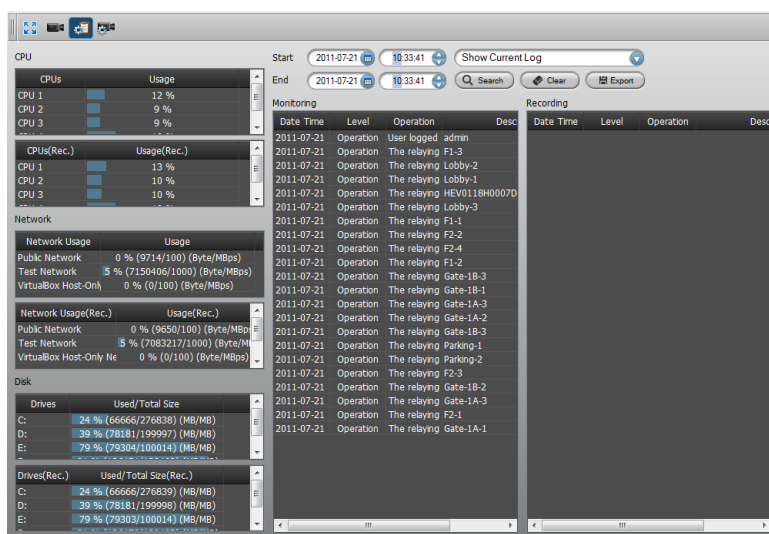 CPU
CPUs Usage
CPU 1 12 %
CPU 2 9 %
CPU 3 9 %
CPUs(Rec.) Usage(Rec.)
CPU 1 13 %
CPU 2 10 %
CPU 3 10 %
Network
Network Usage Usage
Public Network 0 % (9714/100) (Byte/MBps)
Test Network 5 % (7150406/1000) (Byte/MBps)
VirtualBox Host-Only 0 % (0/100) (Byte/MBps)
Network Usage(Rec.) Usage(Rec.)
Public Network 0 % (9650/100) (Byte/MBps
Test Network 5 % (7083217/1000) (Byte/M
VirtualBox Host-Only Ne 0 % (0/100) (Byte/MBps)
Disk
Drives Used/Total Size
C: 24 % (66666/276838) (MB/MB)
D: 39 % (78181/199997) (MB/MB)
E: 79 % (79304/100014) (MB/MB)
Drives(Rec.) Used/Total Size(Rec.)
C: 24 % (66666/276839) (MB/MB)
D: 39 % (78181/199998) (MB/MB)
E: 79 % (79303/100014) (MB/MB)
Start 2011-07-21 10:33:41 Show Current Log
End 2011-07-21 10:33:41 Search Clear Export
Monitoring
Date Time Level Operation Desc
2011-07-21 Operation User logged admin
2011-07-21 Operation The relaying F1-3
2011-07-21 Operation The relaying Lobby-2
2011-07-21 Operation The relaying Lobby-1
2011-07-21 Operation The relaying HEV0118H0007D
2011-07-21 Operation The relaying Lobby-3
2011-07-21 Operation The relaying F1-1
2011-07-21 Operation The relaying F2-2
2011-07-21 Operation The relaying F2-4
2011-07-21 Operation The relaying F1-2
2011-07-21 Operation The relaying Gate-1B-3
2011-07-21 Operation The relaying Gate-1B-1
2011-07-21 Operation The relaying Gate-1A-3
2011-07-21 Operation The relaying Gate-1A-2
2011-07-21 Operation The relaying Gate-1B-3
2011-07-21 Operation The relaying Parking-1
2011-07-21 Operation The relaying Parking-2
2011-07-21 Operation The relaying F2-3
2011-07-21 Operation The relaying Gate-1B-2
2011-07-21 Operation The relaying Gate-1A-3
2011-07-21 Operation The relaying F2-1
2011-07-21 Operation The relaying Gate-1A-1
Recording
Date Time Level Operation Desc